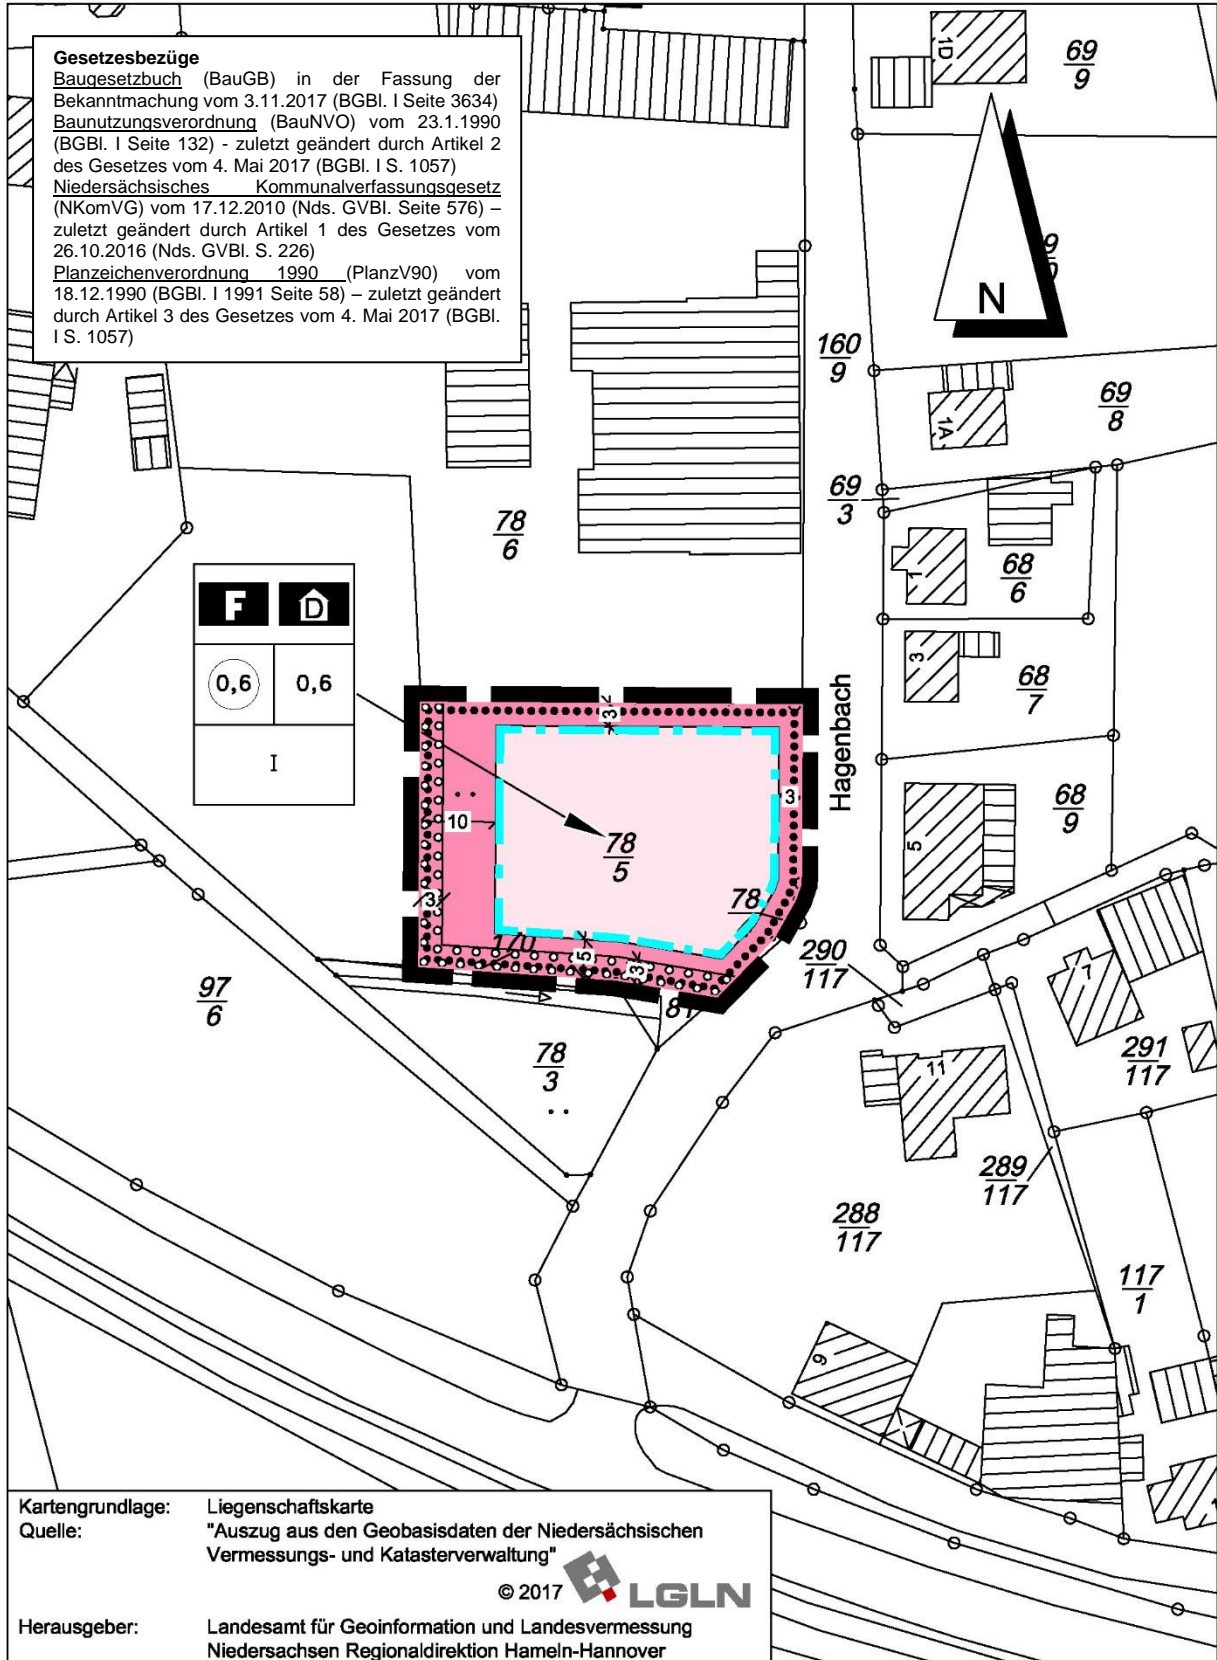 Gesetzesbezüge
Baugesetzbuch (BauGB) in der Fassung der
Bekanntmachung vom 3.11.2017 (BGBl. I Seite 3634)
Baunutzungsverordnung (BauNVO) vom 23.1.1990
(BGBl. I Seite 132) - zuletzt geändert durch Artikel 2
des Gesetzes vom 4. Mai 2017 (BGBl. I S. 1057)
Niedersächsisches Kommunalverfassungsgesetz
(NKomVG) vom 17.12.2010 (Nds. GVBl. Seite 576) –
zuletzt geändert durch Artikel 1 des Gesetzes vom
26.10.2016 (Nds. GVBl. S. 226)
Planzeichenverordnung 1990 (PlanzV90) vom
18.12.1990 (BGBl. I 1991 Seite 58) – zuletzt geändert
durch Artikel 3 des Gesetzes vom 4. Mai 2017 (BGBl.
I S. 1057)
1D
69
9
9
N
160
9
1A
69
8
69
3
78
6
1
68
6
3
68
7
F D
0,6 0,6
I
Hagenbach
3
3
10
78
5
5
68
9
3
78
170
5
3
81
290
117
97
6
78
3
7
291
117
11
289
117
288
117
117
1
9
Kartengrundlage: Liegenschaftskarte
Quelle: "Auszug aus den Geobasisdaten der Niedersächsischen
Vermessungs- und Katasterverwaltung"
© 2017 LGLN
Herausgeber: Landesamt für Geoinformation und Landesvermessung
Niedersachsen Regionaldirektion Hameln-Hannover